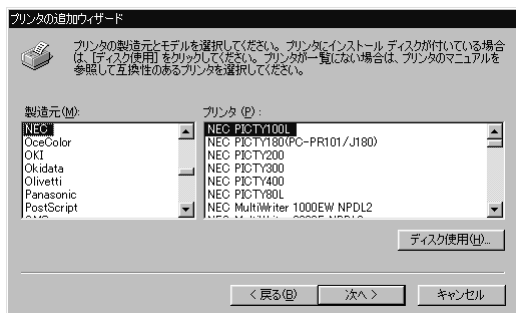 プリンタの追加ウィザード
プリンタの製造元とモデルを選択してください。プリンタにインストール ディスクが付いている場合
は、[ディスク使用] をクリックしてください。プリンタが一覧にない場合は、プリンタのマニュアルを
参照して互換性のあるプリンタを選択してください。
製造元(M):
プリンタ(P):
NEC
OceColor
OKI
Okidata
Olivetti
Panasonic
PostScript
NEC PICTY100L
NEC PICTY180(PC-PR101/J180)
NEC PICTY200
NEC PICTY300
NEC PICTY400
NEC PICTY80L
NEC MultiWriter 1000EW NPDL2
ディスク使用(H)...
< 戻る(B)
次へ >
キャンセル